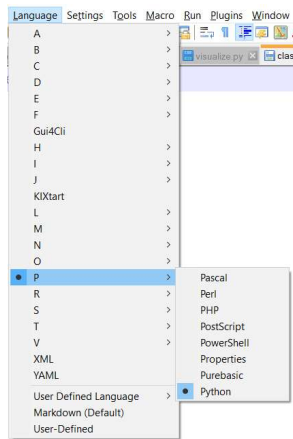 Language Settings Tools Macro Run Plugins Window
visualize.py clas
A
B
C
D
E
F
Gui4Cli
H
I
J
KIXtart
L
M
N
O
P
R
S
T
V
XML
YAML
User Defined Language
Markdown (Default)
User-Defined
Pascal
Perl
PHP
PostScript
PowerShell
Properties
Purebasic
Python